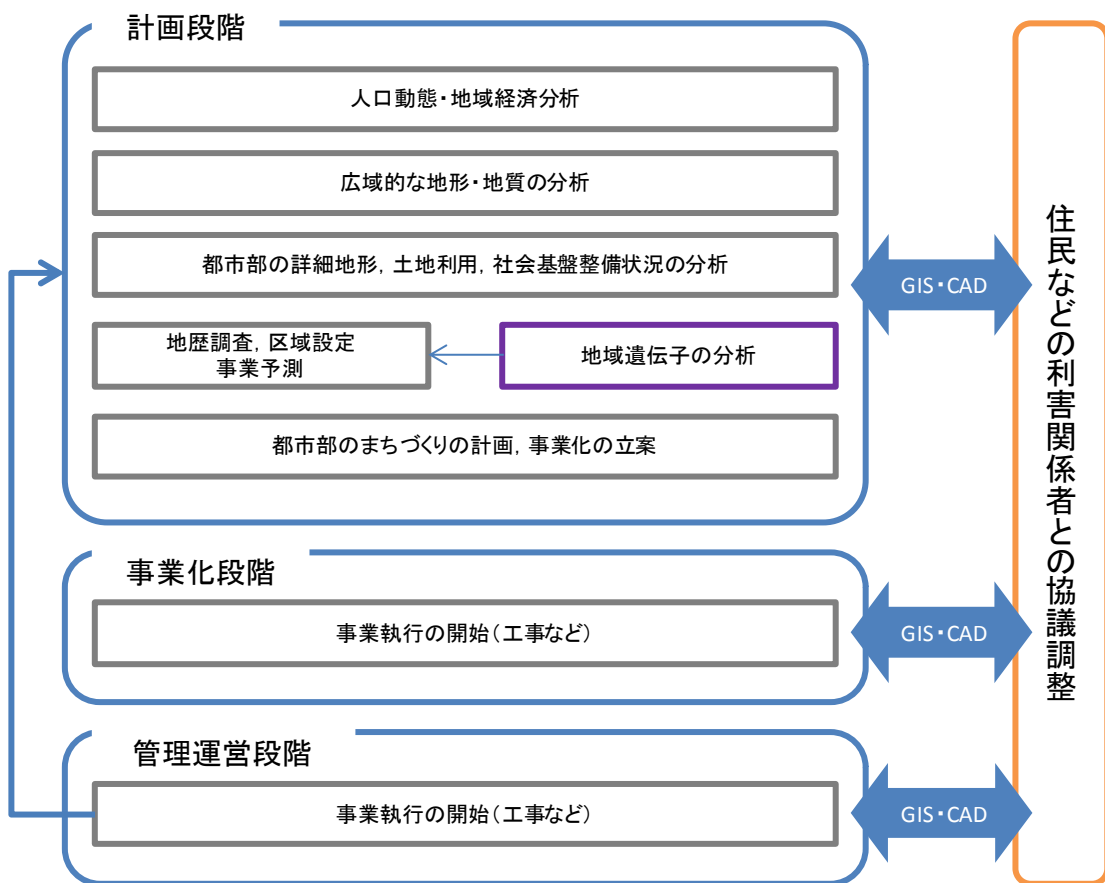 計画段階
人口動態・地域経済分析
広域的な地形・地質の分析
都市部の詳細地形, 土地利用, 社会基盤整備状況の分析
地歴調査, 区域設定
事業予測
地域遺伝子の分析
都市部のまちづくりの計画, 事業化の立案
GIS・CAD
事業化段階
事業執行の開始(工事など)
GIS・CAD
管理運営段階
事業執行の開始(工事など)
GIS・CAD
住民などの利害関係者との協議調整